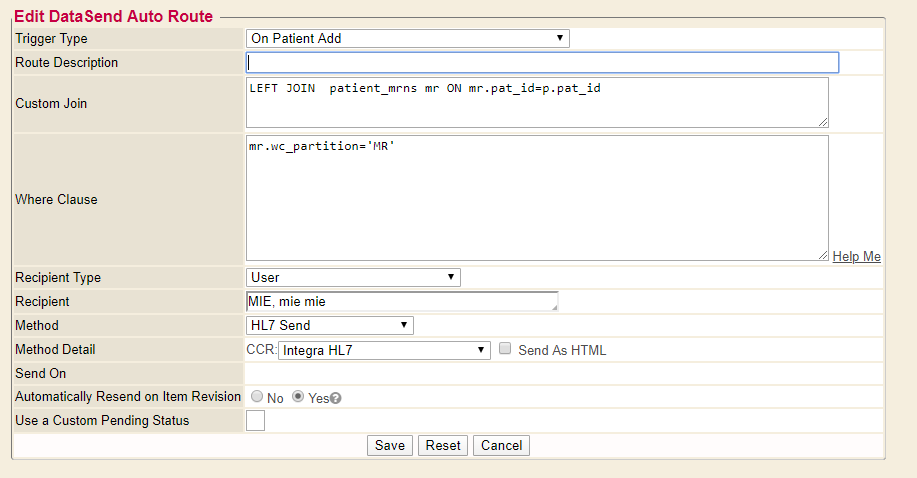 Edit DataSend Auto Route
Trigger Type On Patient Add
Route Description
Custom Join LEFT JOIN  patient_mrns mr ON mr.pat_id=p.pat_id
Where Clause mr.wc_partition='MR'
Help Me
Recipient Type User
Recipient MIE, mie mie
Method HL7 Send
Method Detail CCR: Integra HL7 Send As HTML
Send On
Automatically Resend on Item Revision No Yes
Use a Custom Pending Status
Save Reset Cancel